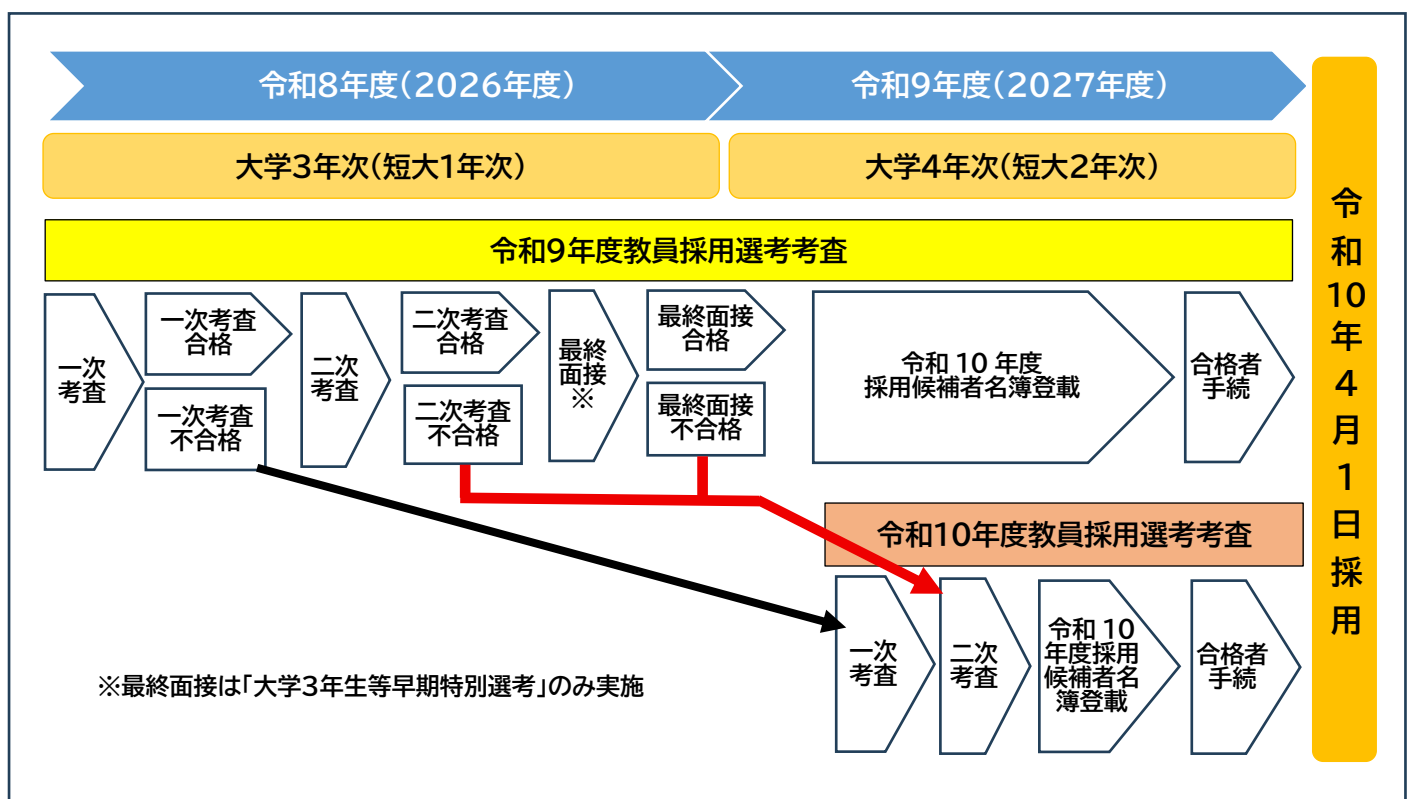 令和8年度(2026年度)
令和9年度(2027年度)
大学3年次(短大1年次)
大学4年次(短大2年次)
令和9年度教員採用選考考査
一次
考査
一次考査
合格
一次考査
不合格
二次
考査
二次考査
合格
二次考査
不合格
最終
面接
※
最終面接
合格
最終面接
不合格
令和 10 年度
採用候補者名簿登載
合格者
手続
令和10年度教員採用選考考査
一次
考査
二次
考査
令和 10
年度採用
候補者名
簿登載
合格者
手続
※最終面接は「大学3年生等早期特別選考」のみ実施
令和10年4月1日採用